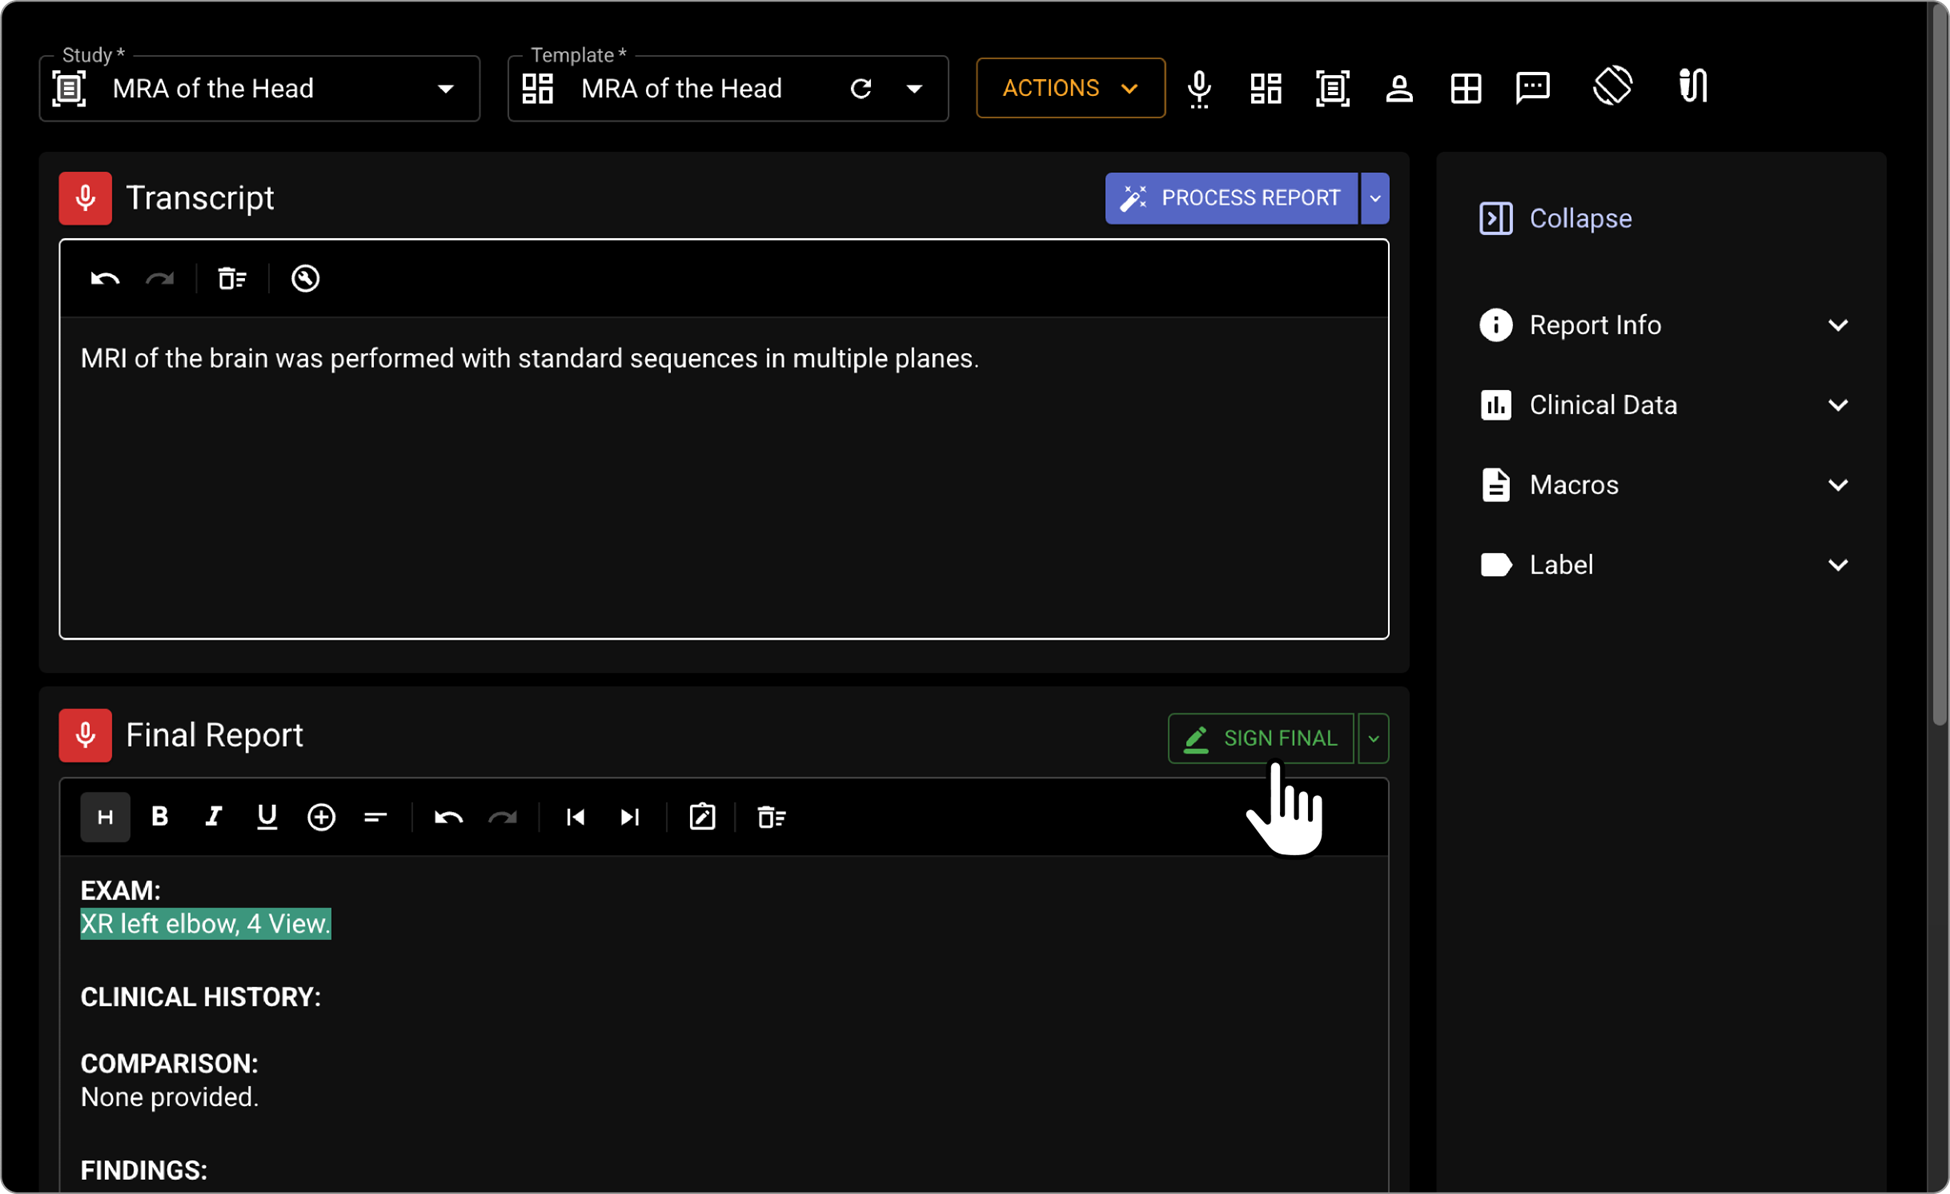 Study *
MRA of the Head
Template *
MRA of the Head
ACTIONS
Transcript
PROCESS REPORT
MRI of the brain was performed with standard sequences in multiple planes.
Collapse
Report Info
Clinical Data
Macros
Label
Final Report
SIGN FINAL
H B I U
EXAM:
XR left elbow, 4 View.
CLINICAL HISTORY:
COMPARISON:
None provided.
FINDINGS: